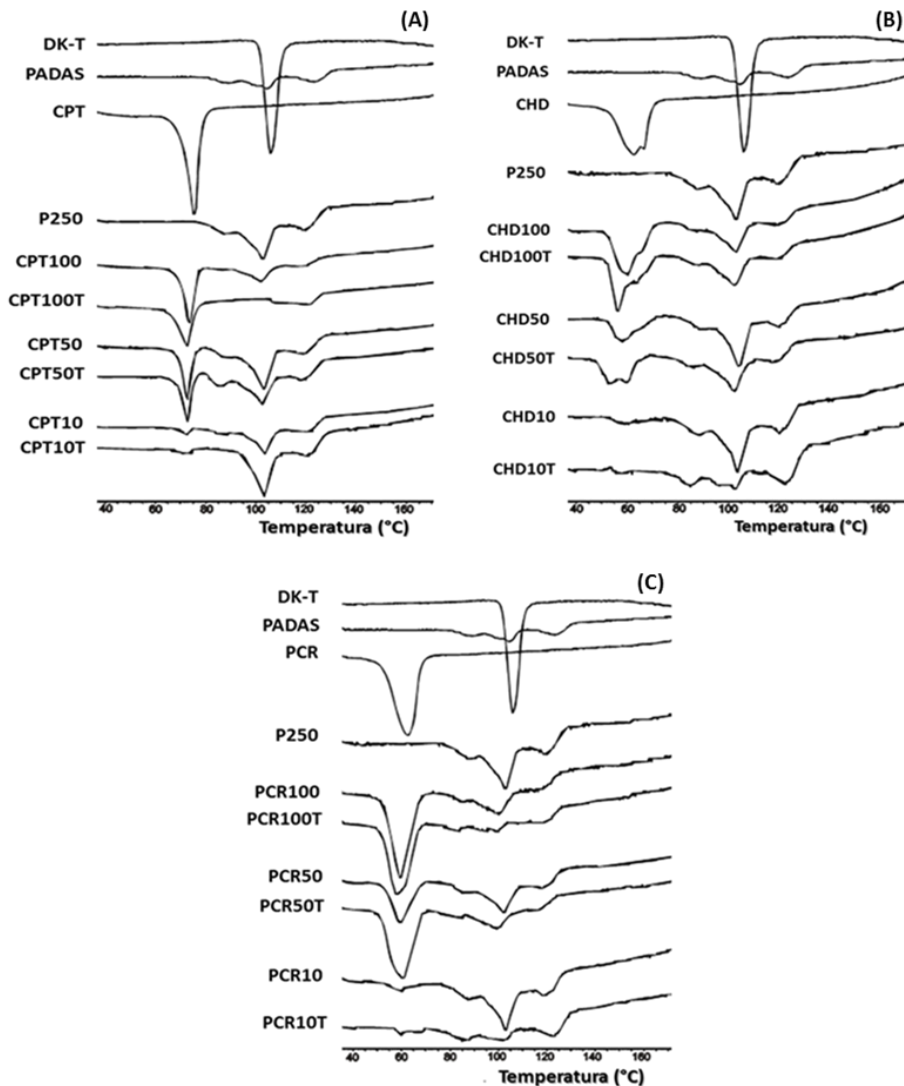 (A)
DK-T
PADAS
CPT
P250
CPT100
CPT100T
CPT50
CPT50T
CPT10
CPT10T
40 60 80 100 120 140 160
Temperatura (°C)
(B)
DK-T
PADAS
CHD
P250
CHD100
CHD100T
CHD50
CHD50T
CHD10
CHD10T
40 60 80 100 120 140 160
Temperatura (°C)
(C)
DK-T
PADAS
PCR
P250
PCR100
PCR100T
PCR50
PCR50T
PCR10
PCR10T
40 60 80 100 120 140 160
Temperatura (°C)